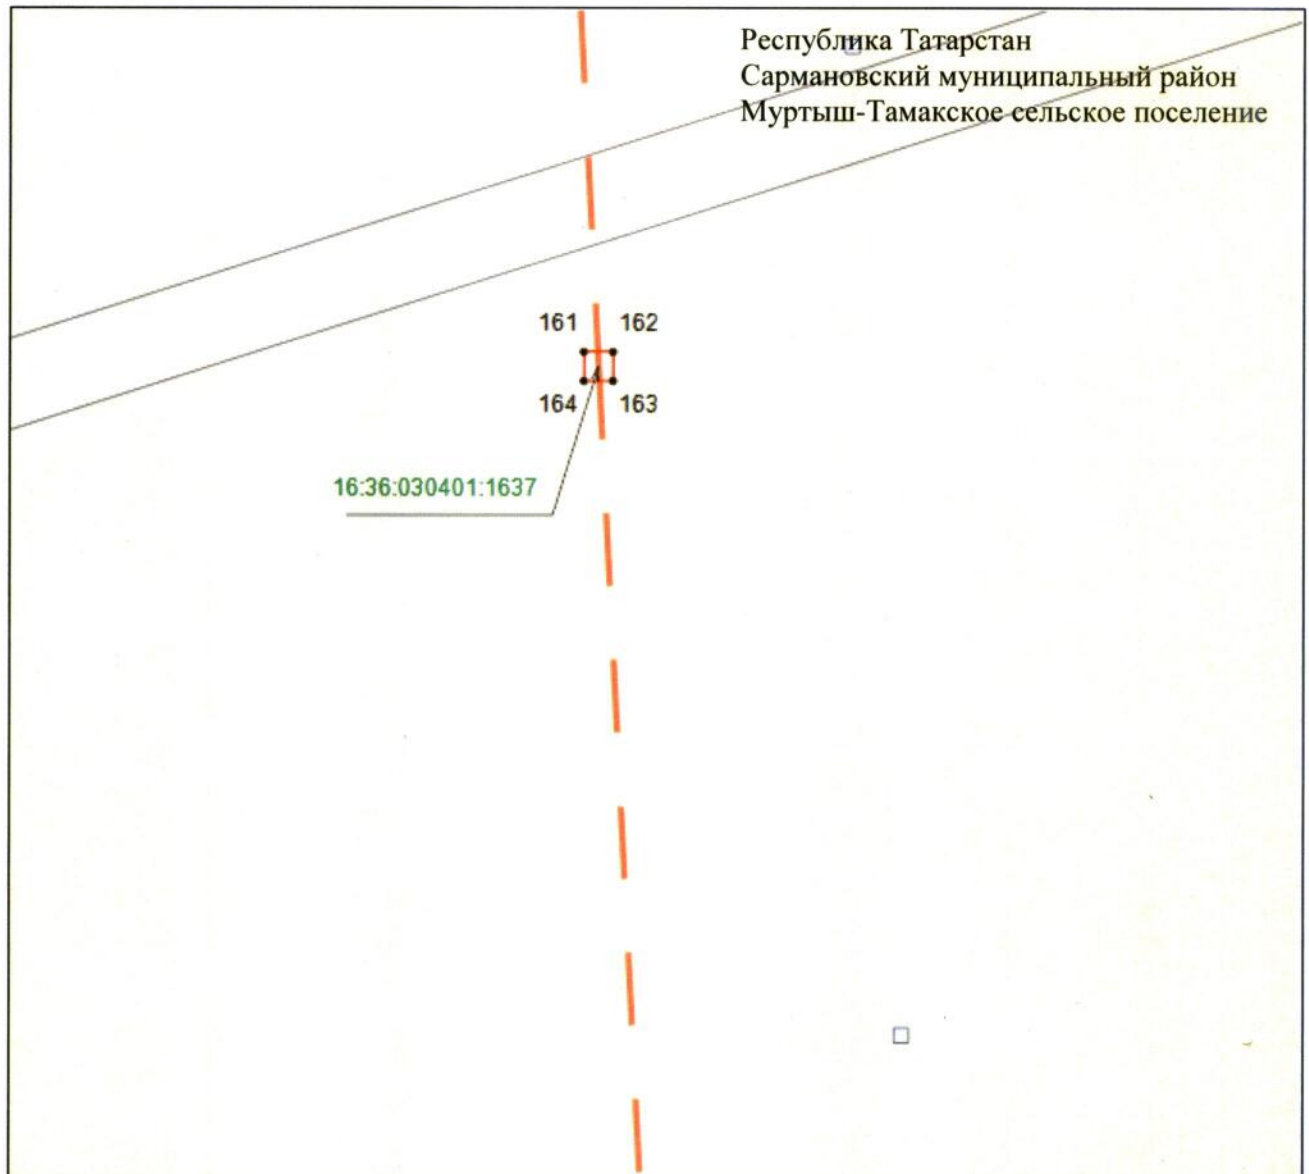 Республика Татарстан
Сармановский муниципальный район
Муртыш-Тамакское сельское поселение
161 162
164 163
16:36:030401:1637